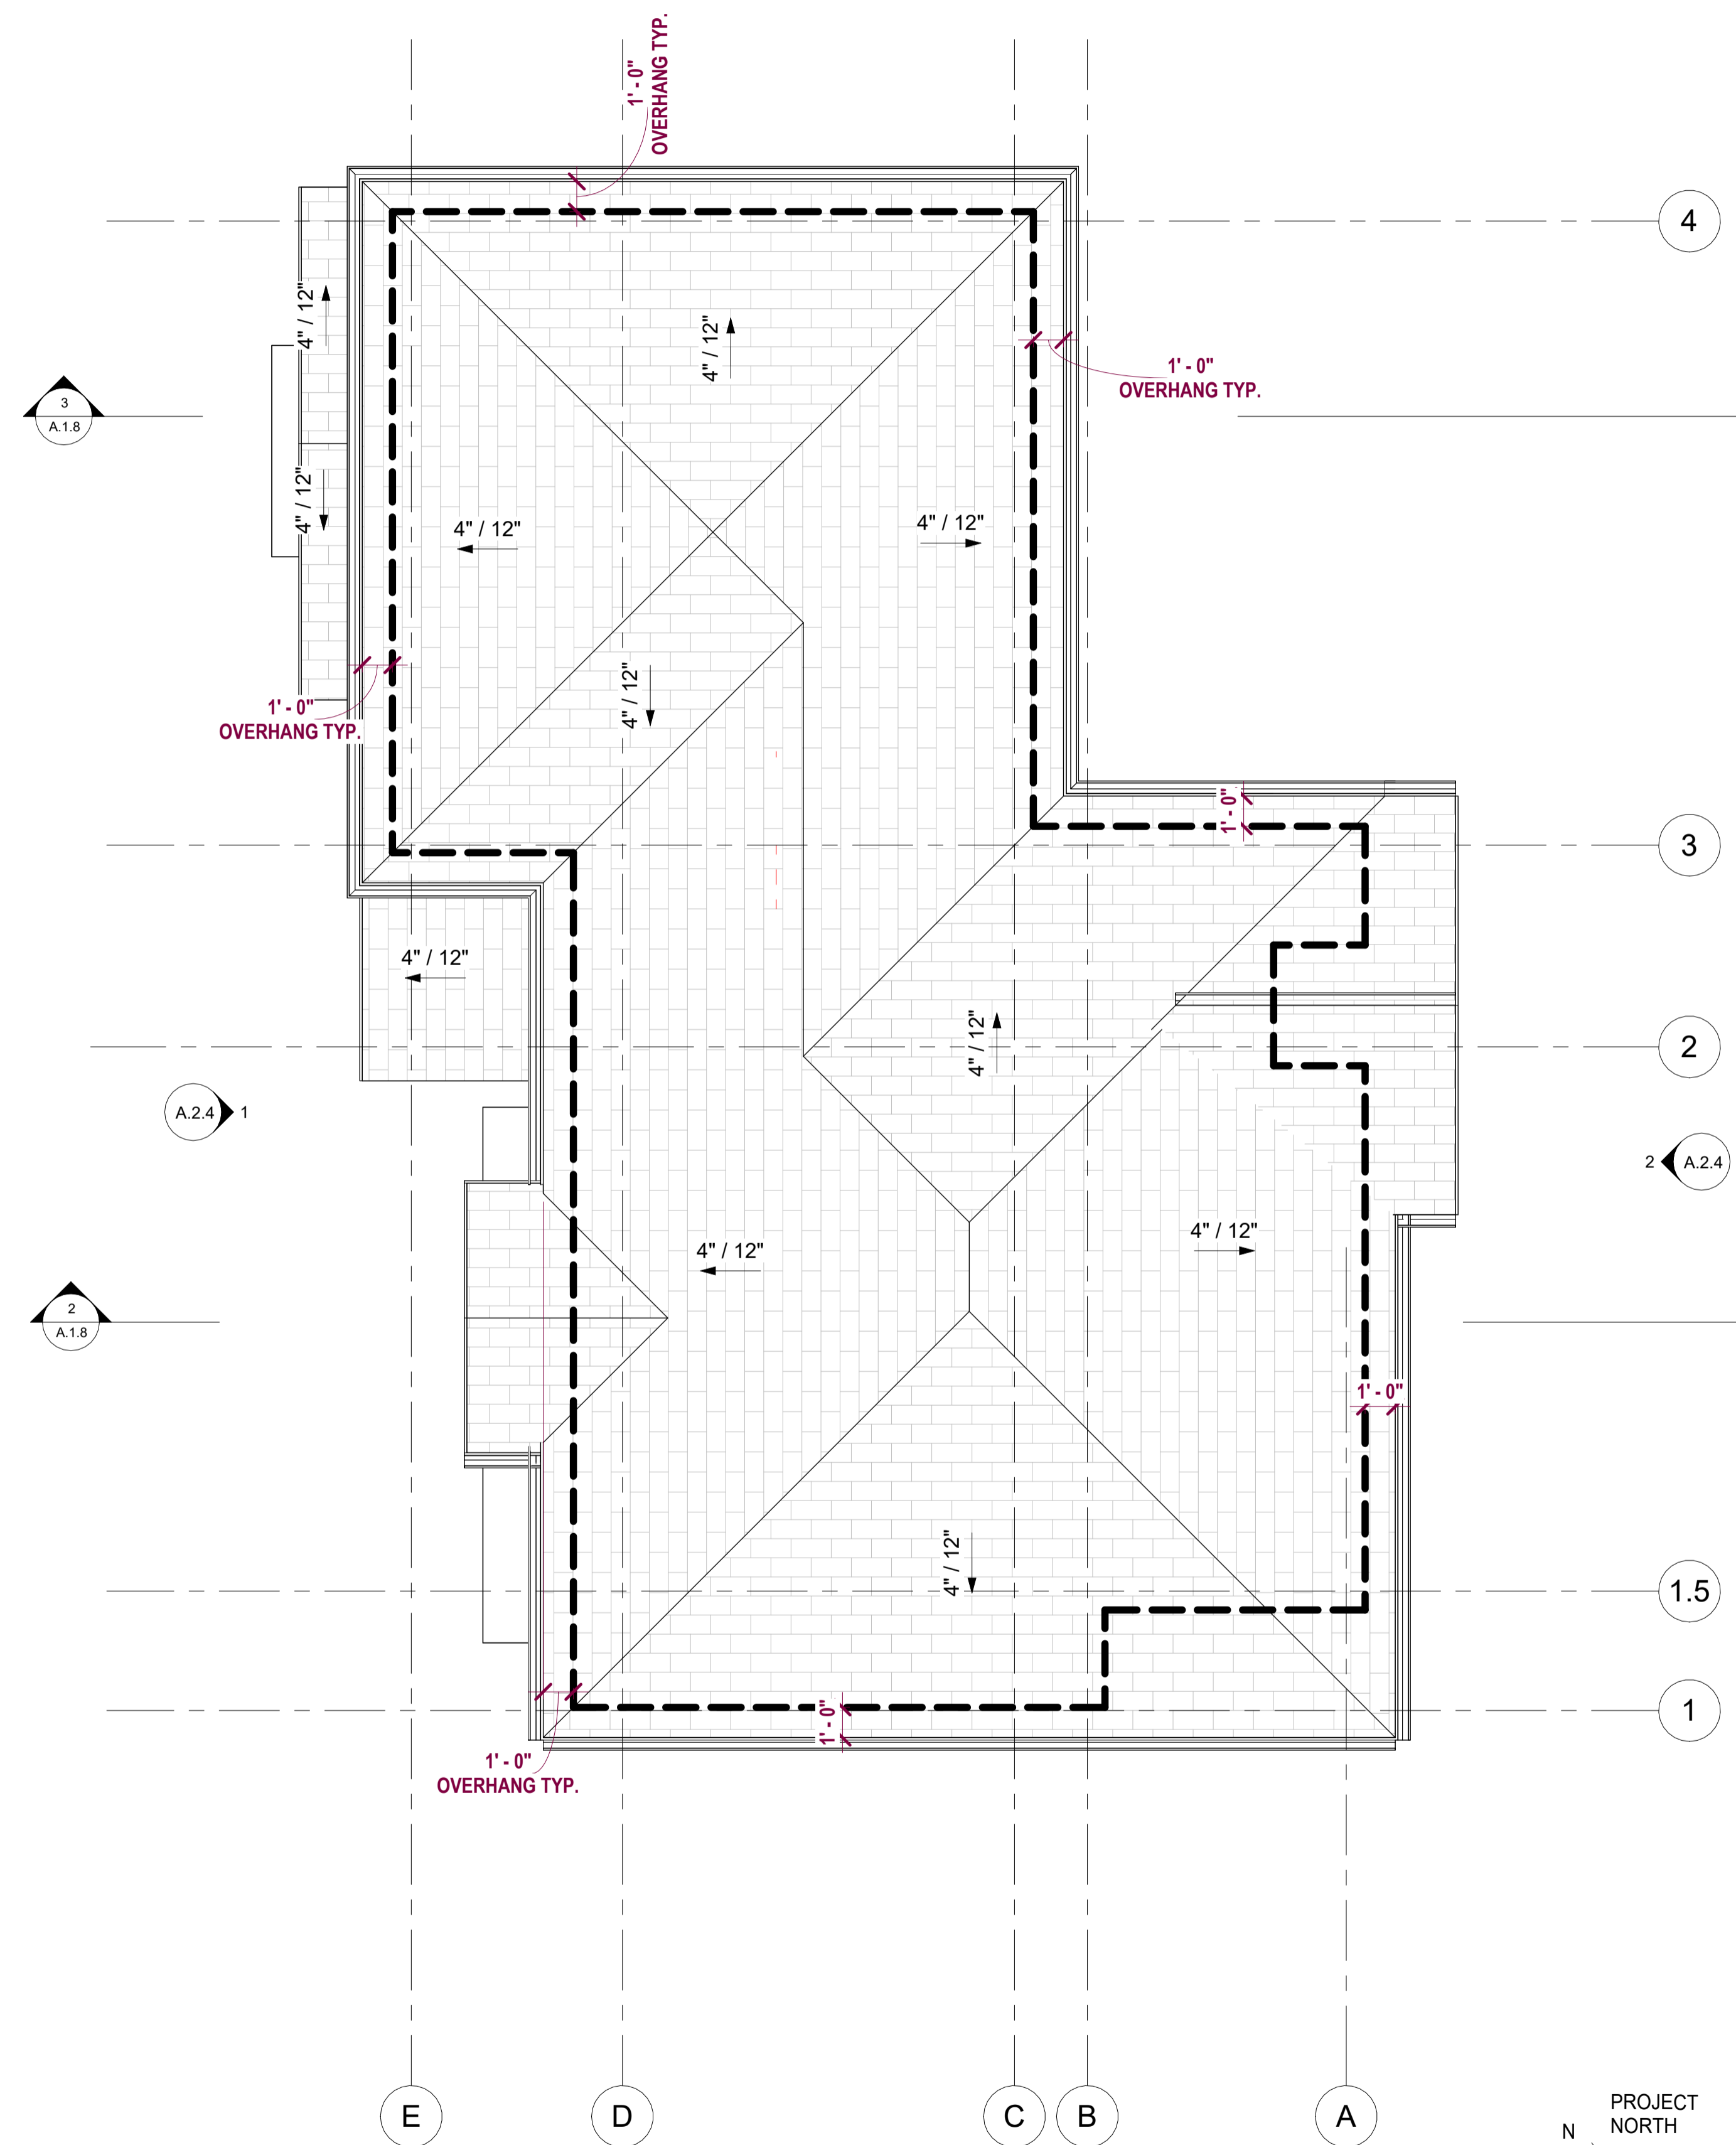 1' - 0"
OVERHANG TYP.
4
4" / 12"
4" / 12"
1' - 0"
OVERHANG TYP.
3
A.1.8
4" / 12"
4" / 12"
4" / 12"
4" / 12"
1' - 0"
OVERHANG TYP.
1' - 0"
3
4" / 12"
4" / 12"
2
A.2.4 1
2 A.2.4
4" / 12"
4" / 12"
2
A.1.8
1' - 0"
4" / 12"
1.5
1' - 0"
1
1' - 0"
OVERHANG TYP.
E
D
C
B
A
PROJECT
NORTH
N